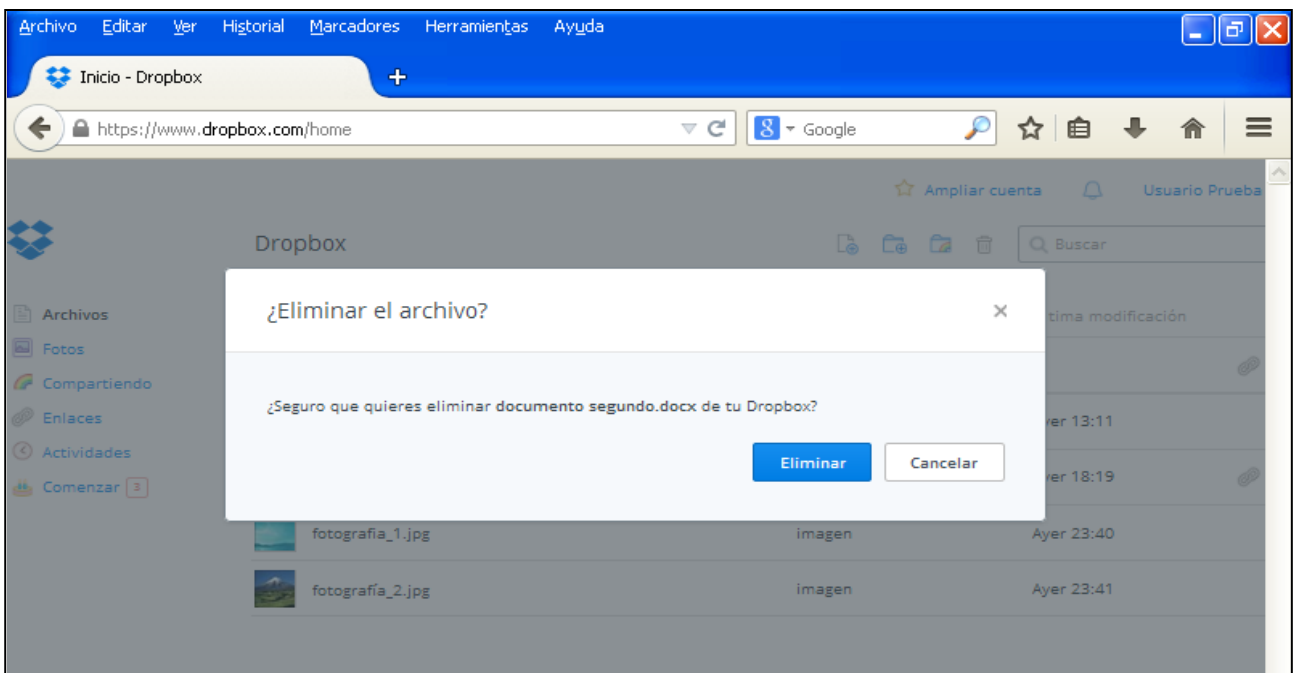 Archivo Editar Ver Historial Marcadores Herramientas Ayuda
Inicio - Dropbox
https://www.dropbox.com/home
8 Google
Ampliar cuenta Usuario Prueba
Dropbox
Buscar
¿Eliminar el archivo?
tima modificación
Archivos
Fotos
Compartiendo
Enlaces
Actividades
Comenzar 3
¿Seguro que quieres eliminar documento segundo.docx de tu Dropbox?
Eliminar Cancelar
er 13:11
er 18:19
fotografia_1.jpg imagen Ayer 23:40
fotografía_2.jpg imagen Ayer 23:41